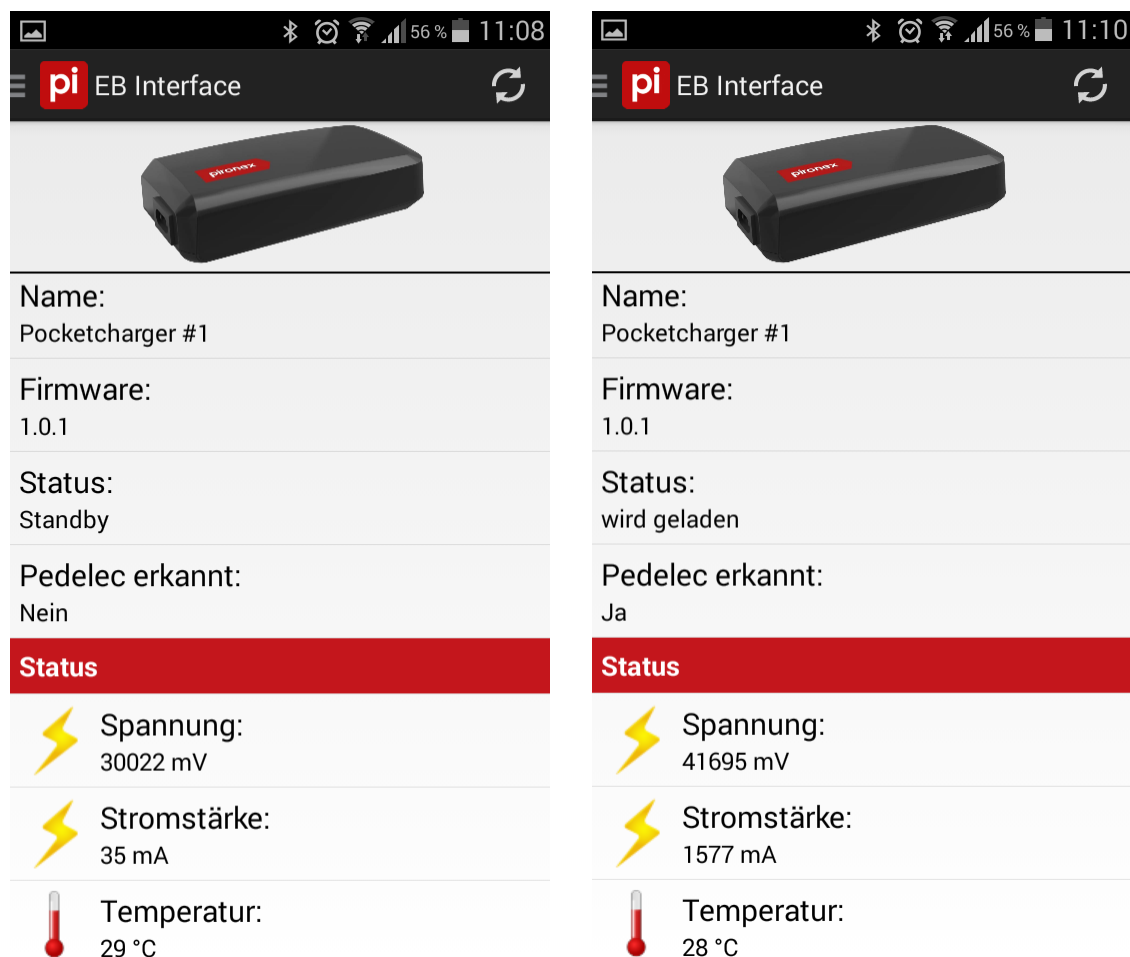 56 % 11:08
pi EB Interface
pironex
Name:
Pocketcharger #1
Firmware:
1.0.1
Status:
Standby
Pedelec erkannt:
Nein
Status
Spannung:
30022 mV
Stromstärke:
35 mA
Temperatur:
29 °C
56 % 11:10
pi EB Interface
pironex
Name:
Pocketcharger #1
Firmware:
1.0.1
Status:
wird geladen
Pedelec erkannt:
Ja
Status
Spannung:
41695 mV
Stromstärke:
1577 mA
Temperatur:
28 °C